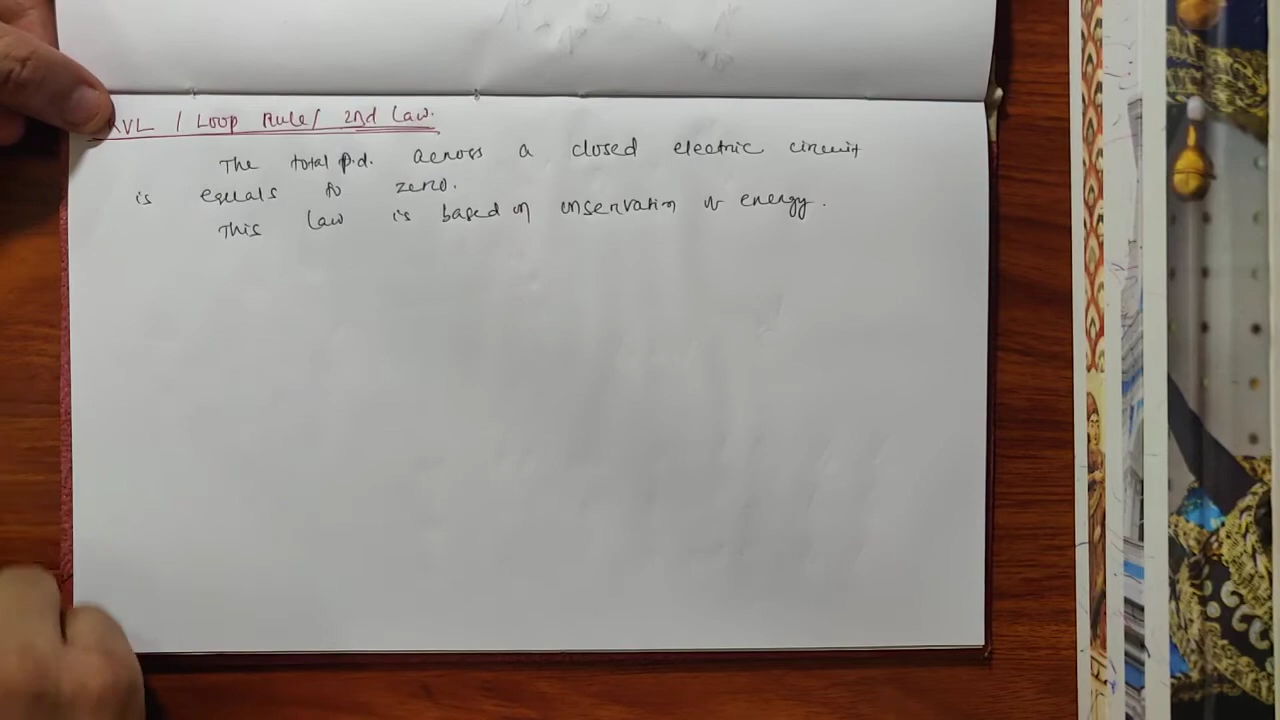 KVL / Loop Rule / 2nd Law.
The total p.d. across a closed electric circuit
is equals to zero.
This law is based on conservation of energy.